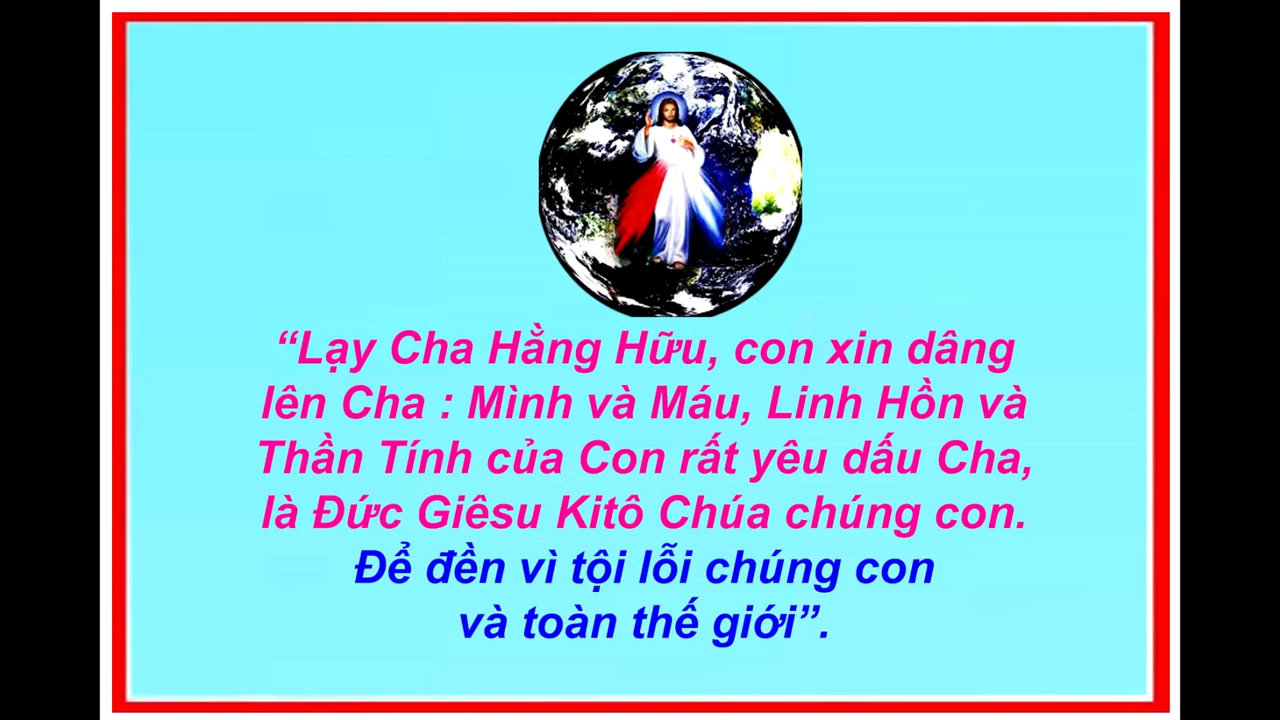 “Lạy Cha Hằng Hữu, con xin dâng
lên Cha : Mình và Máu, Linh Hồn và
Thần Tính của Con rất yêu dấu Cha,
là Đức Giêsu Kitô Chúa chúng con.
Để đền vì tội lỗi chúng con
và toàn thế giới”.